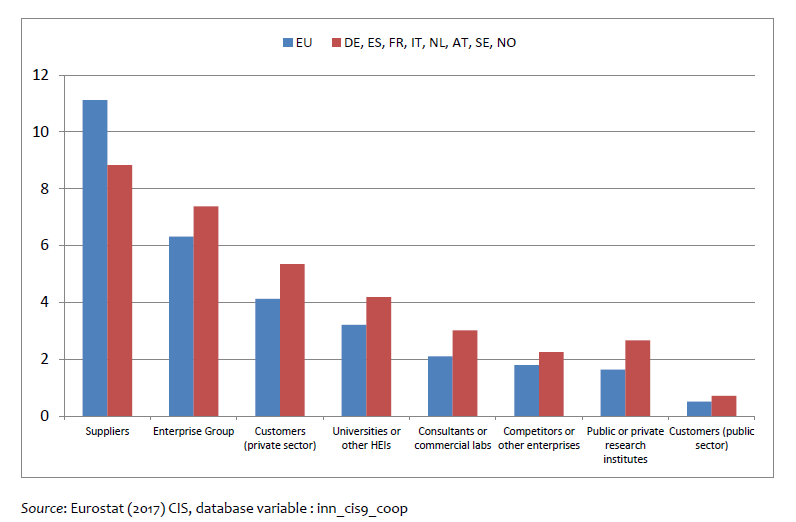 EU DE, ES, FR, IT, NL, AT, SE, NO
12
10
8
6
4
2
0
Suppliers
Enterprise Group
Customers
(private sector)
Universities or
other HEIs
Consultants or
commercial labs
Competitors or
other enterprises
Public or private
research
institutes
Customers (public
sector)
Source: Eurostat (2017) CIS, database variable : inn_cis9_coop